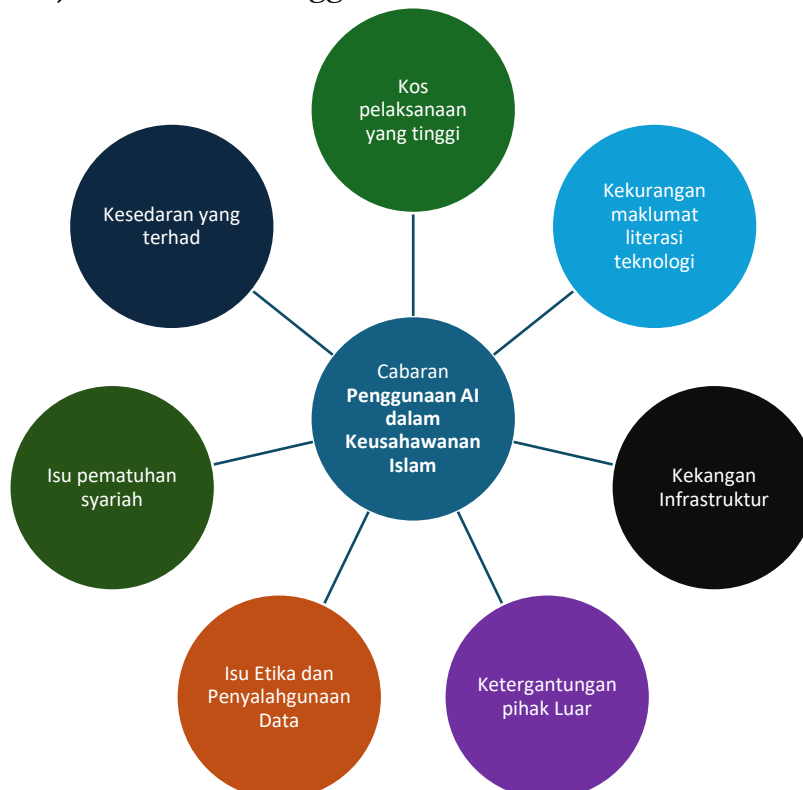 Kos
pelaksanaan
yang tinggi
Kekurangan
maklumat
literasi
teknologi
Kekangan
Infrastruktur
Ketergantungan
pihak Luar
Isu Etika dan
Penyalahgunaan
Data
Isu pematuhan
syariah
Kesedaran yang
terhad
Cabaran
Penggunaan AI
dalam
Keusahawanan
Islam